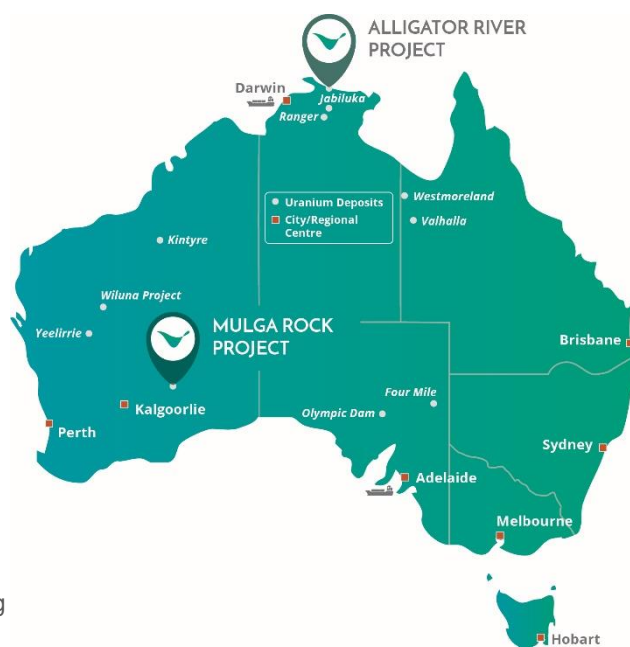 ALLIGATOR RIVER
PROJECT
Darwin
Jabiluka
Ranger
Westmoreland
Uranium Deposits
City/Regional
Centre
Valhalla
Kintyre
Wiluna Project
Yeelirrie
MULGA ROCK
PROJECT
Brisbane
Four Mile
Kalgoorlie
Olympic Dam
Perth
Sydney
Adelaide
Melbourne
g
Hobart